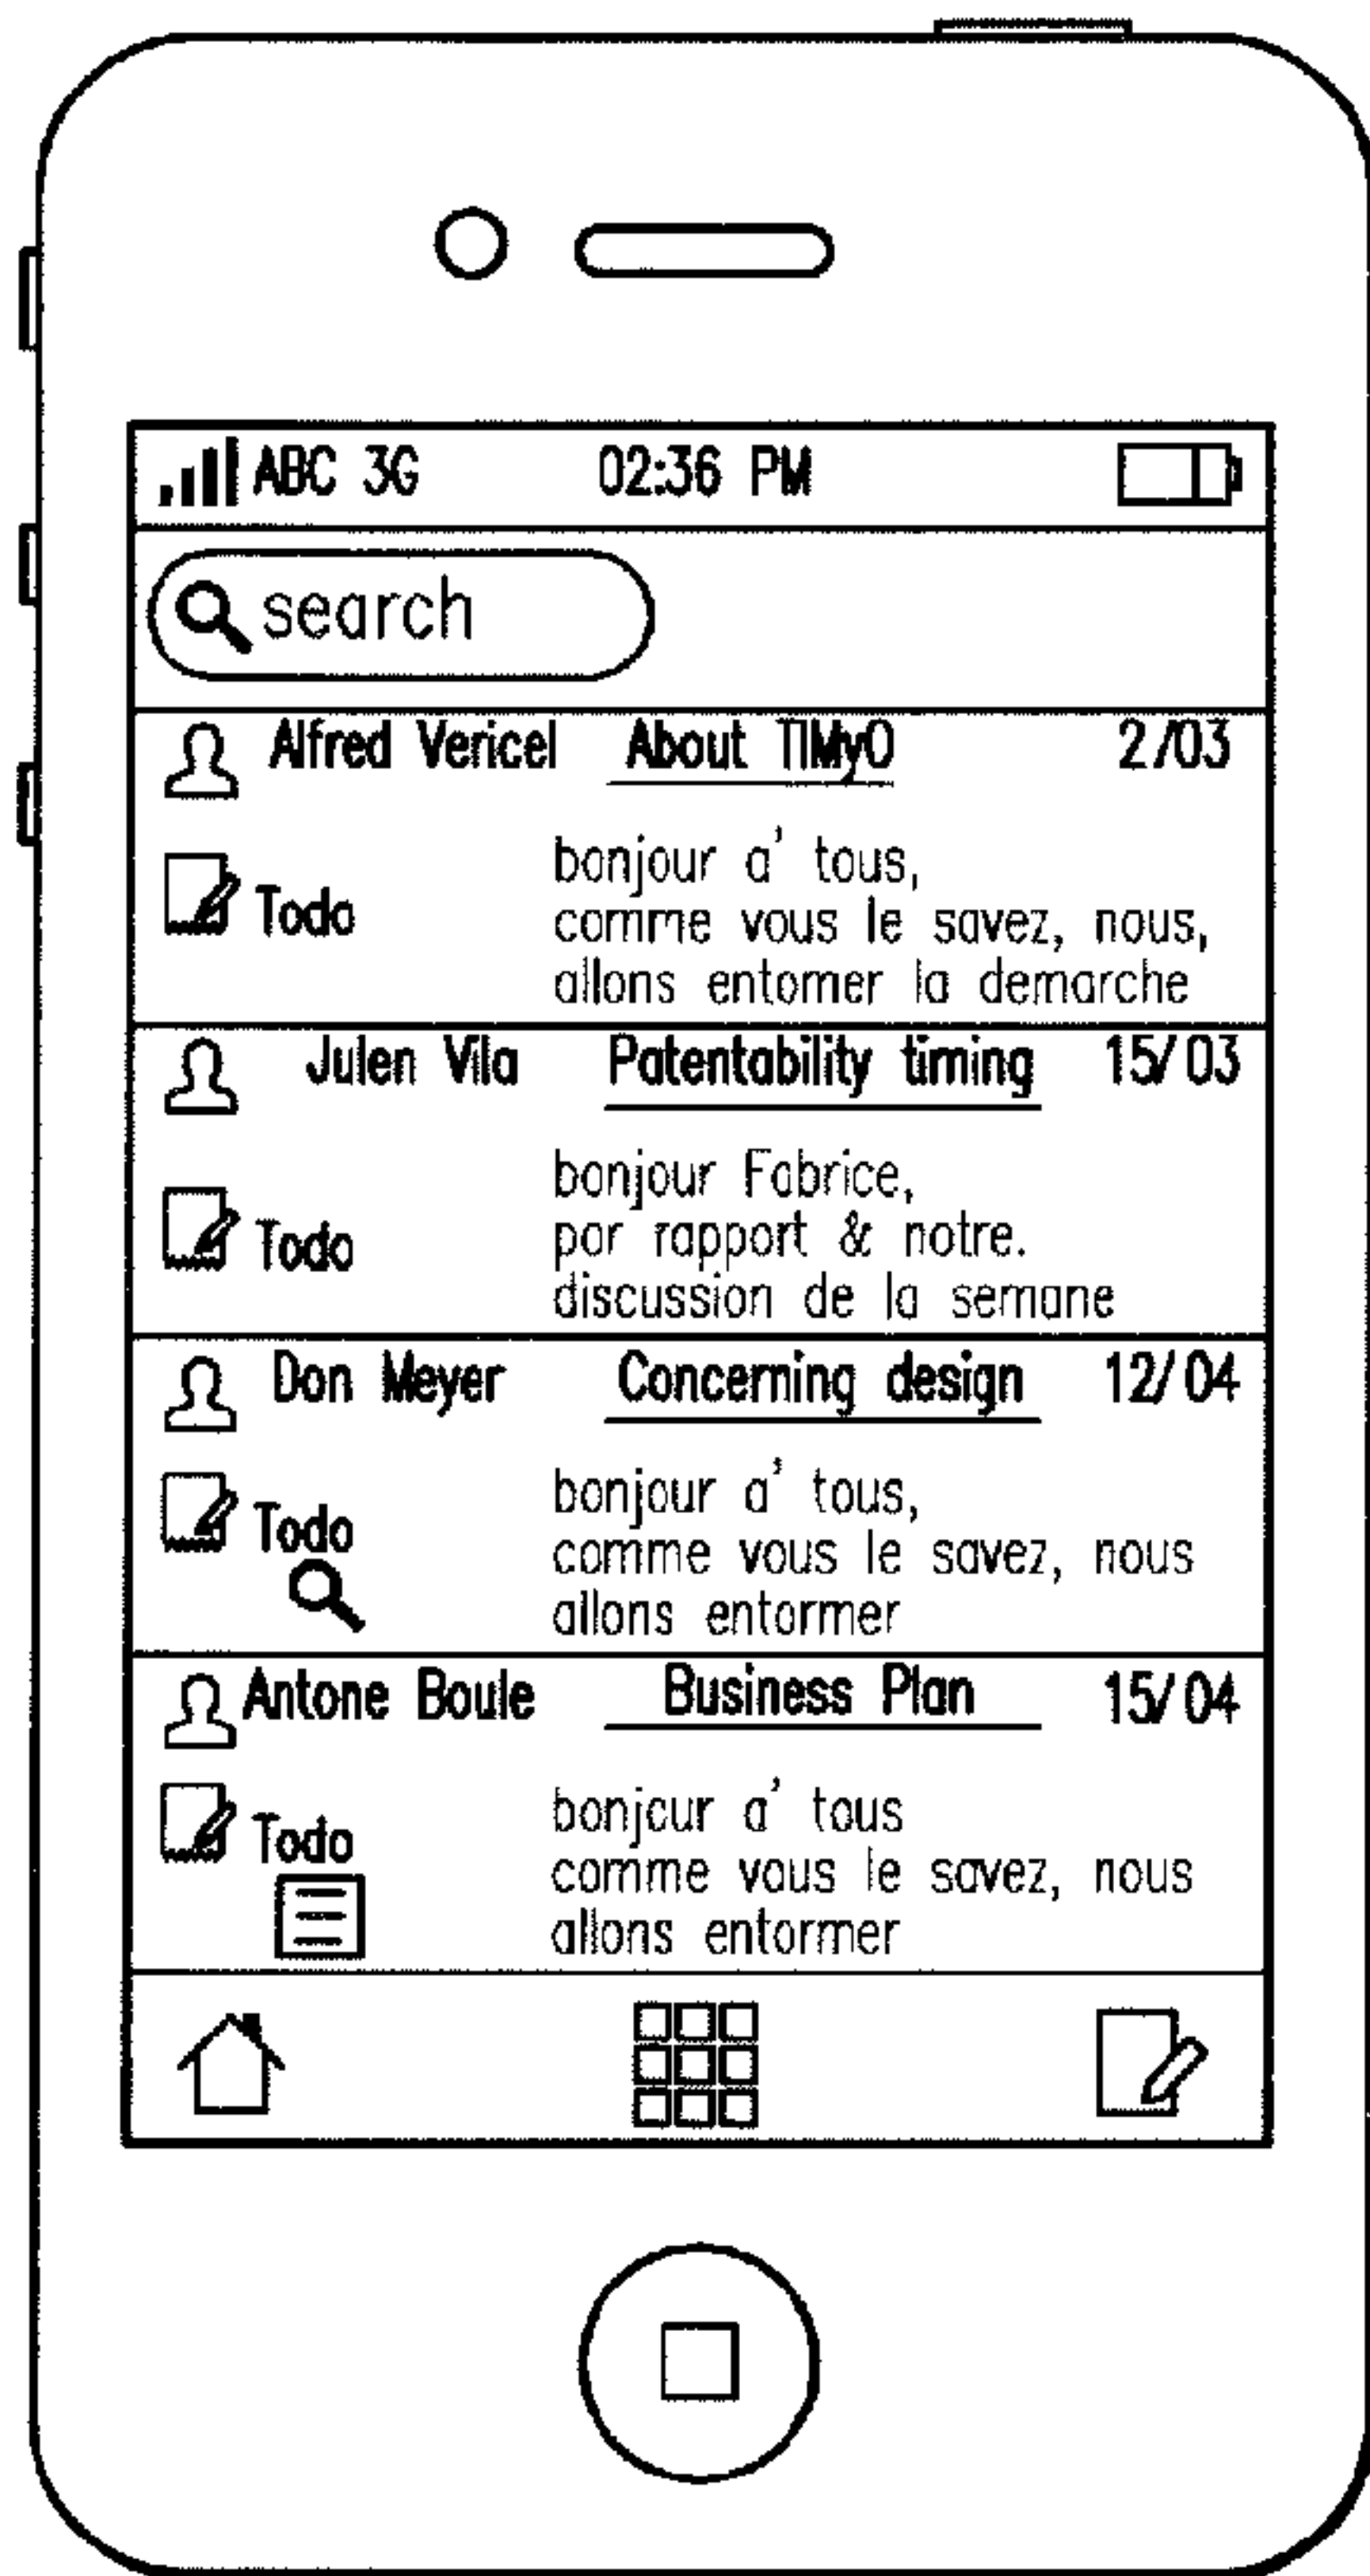 ABC 3G 02:36 PM
search
Alfred Vericel About TIMyO 2/03
Todo
bonjour a' tous,
comme vous le savez, nous,
allons entomer la demarche
Julen Vila Patentability timing 15/03
Todo
bonjour Fabrice,
par rapport & notre.
discussion de la semane
Don Meyer Concerning design 12/04
Todo
bonjour a' tous,
comme vous le savez, nous
allons entormer
Antone Boule Business Plan 15/04
Todo
bonjour a' tous
comme vous le savez, nous
allons entormer